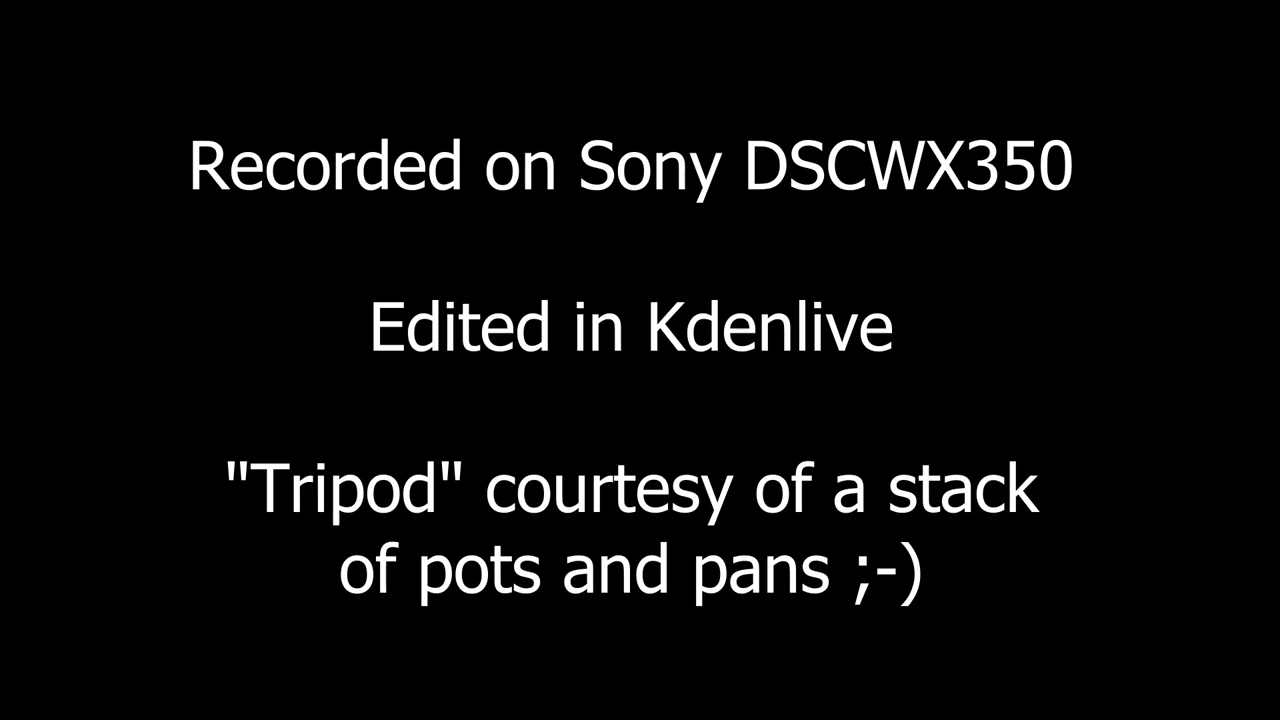 Recorded on Sony DSCWX350
Edited in Kdenlive
"Tripod" courtesy of a stack
of pots and pans ;-)